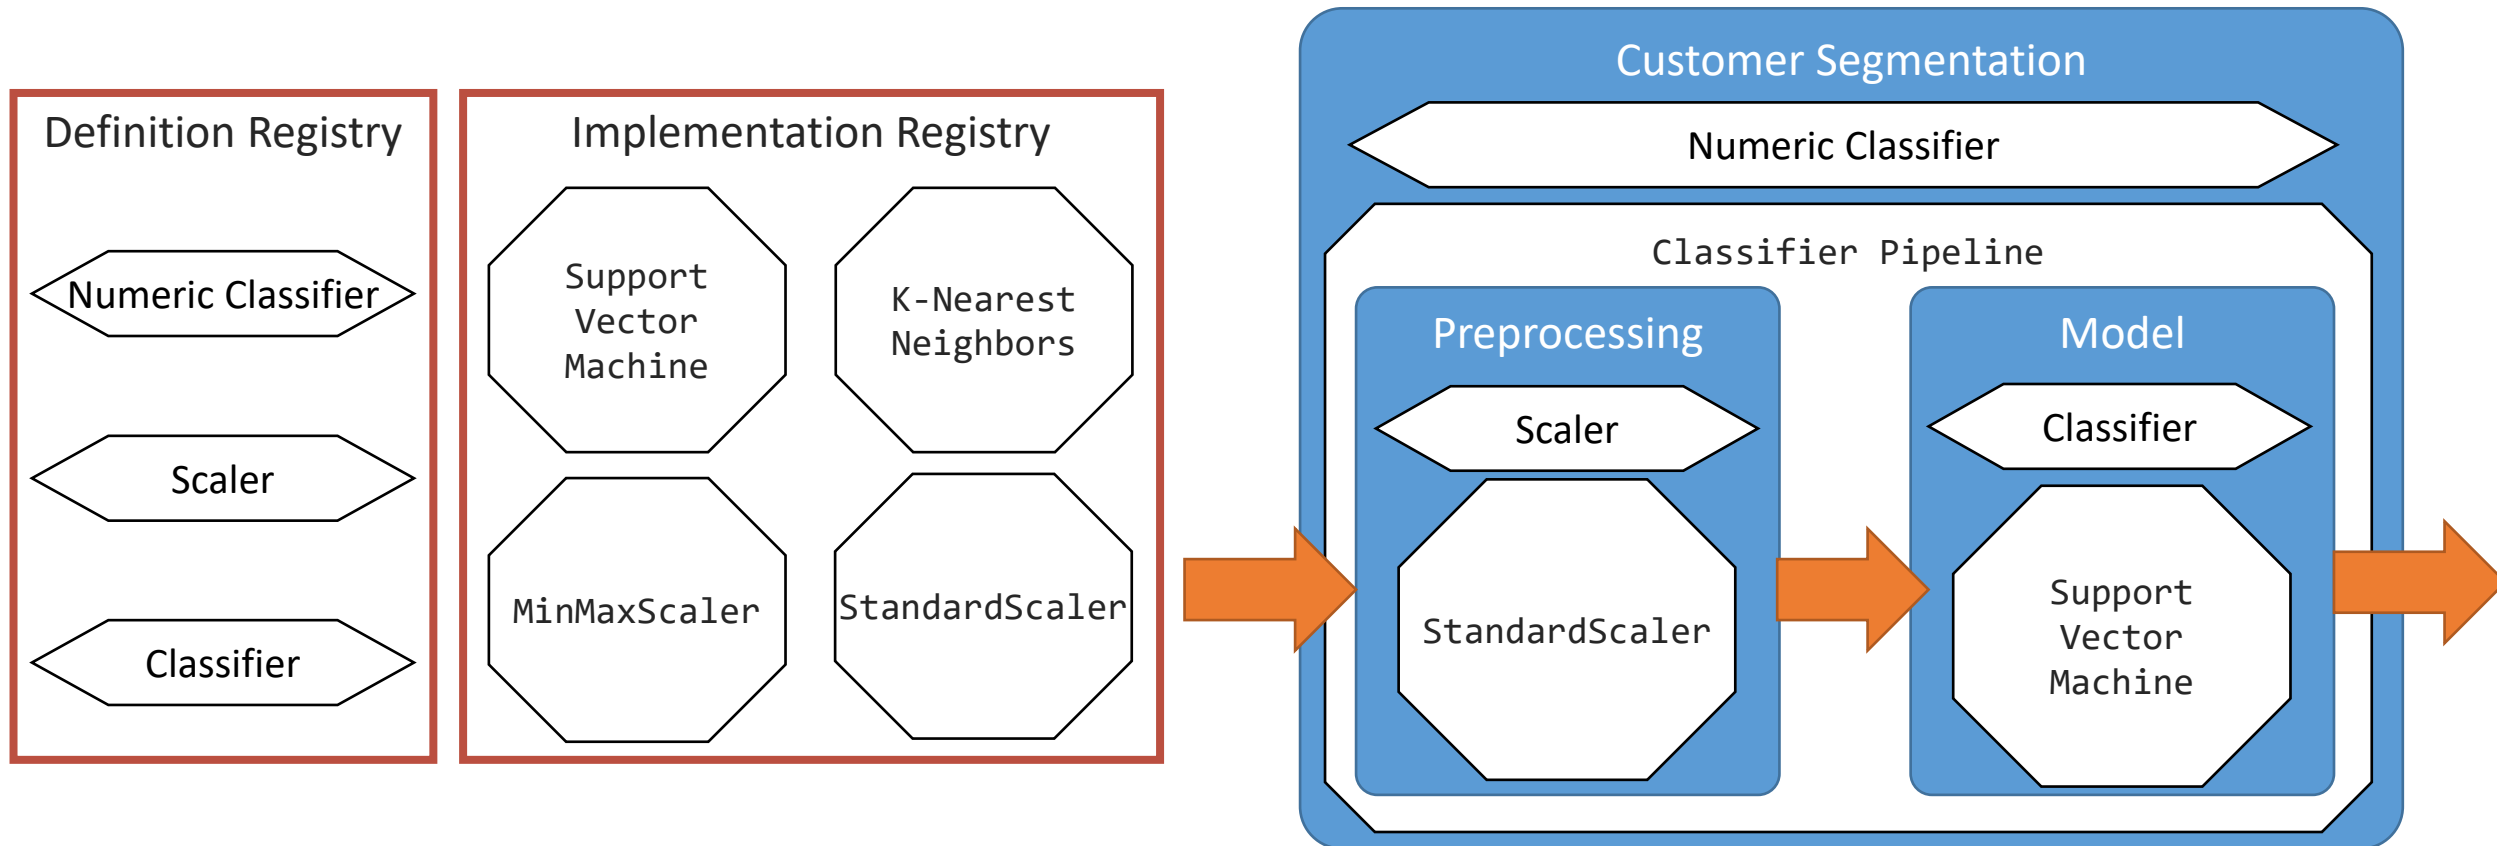 Definition Registry
Numeric Classifier
Scaler
Classifier
Implementation Registry
Support
Vector
Machine
K-Nearest
Neighbors
MinMaxScaler
StandardScaler
Customer Segmentation
Numeric Classifier
Classifier Pipeline
Preprocessing
Scaler
StandardScaler
Model
Classifier
Support
Vector
Machine